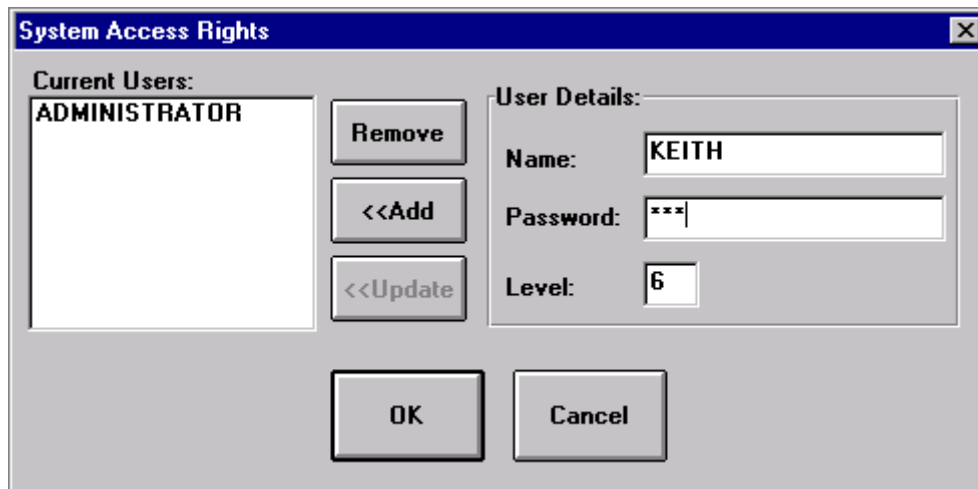 System Access Rights
Current Users:
ADMINISTRATOR
Remove
<<Add
<<Update
User Details:
Name:
KEITH
Password:
***
Level:
6
OK
Cancel